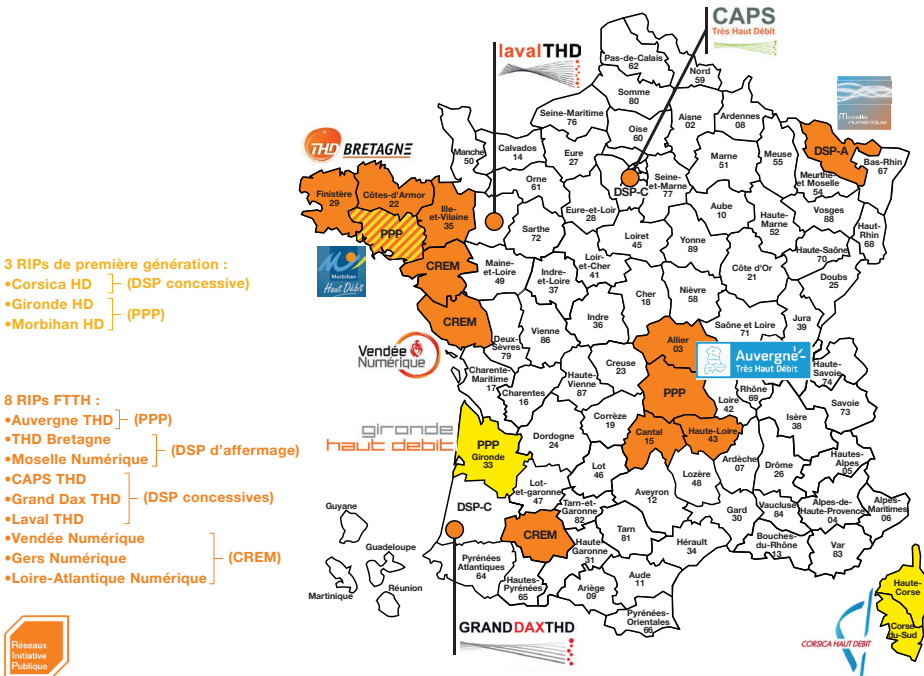 CAPS
Très Haut Débit
lavalTHD
Moselle
numérique
THD BRETAGNE
Morbihan
Haut Débit
3 RIPs de première génération :
•Corsica HD (DSP concessive)
•Gironde HD
•Morbihan HD
(PPP)
Vendée
Numérique
8 RIPs FTTH :
•Auvergne THD (PPP)
•THD Bretagne
•Moselle Numérique
(DSP d'affermage)
•CAPS THD
•Grand Dax THD (DSP concessives)
•Laval THD
•Vendée Numérique
•Gers Numérique (CREM)
•Loire-Atlantique Numérique
gironde
haut debit
Auvergne
Très Haut Débit
GRAND DAXTHD
CORSICA HAUT DEBIT
Réseaux
Initiative
Publique
Pas-de-Calais
62
Nord
59
Somme
80
Seine-Maritime
76
Oise
60
Aisne
02
Ardennes
08
Manche
50
Calvados
14
Eure
27
DSP-C
Seine-
et-Marne
77
Marne
51
Meuse
55
DSP-A
Meurthe-
et Moselle
54
Bas-Rhin
67
Finistère
29
Côtes-d'Armor
22
Ille-
et-Vilaine
35
PPP
Orne
61
Eure-et-Loir
28
Aube
10
Haute-
Marne
52
Vosges
88
Haut-
Rhin
68
CREM
Sarthe
72
Loiret
45
Yonne
89
Haute-Saône
70
Maine-
et-Loire
49
Indre-
et-Loire
37
Loir-
et-Cher
41
Cher
18
Nièvre
58
Côte d'Or
21
Doubs
25
CREM
Deux-
Sèvres
79
Vienne
86
Indre
36
Allier
03
Saône et Loire
71
Jura
39
Charente-
Maritime
17
Charentes
16
Haute-
Vienne
87
Creuse
23
PPP
Loire
42
Rhône
69
Haute-
Savoie
74
Savoie
73
Isère
38
PPP
Gironde
33
Dordogne
24
Corrèze
19
Cantal
15
Haute-Loire
43
Ardèche
07
Drôme
26
Hautes-
Alpes
05
Lot-
et-garonne
47
Lot
46
Aveyron
12
Lozère
48
Gard
30
Vaucluse
84
Alpes-de-
Haute-Provence
04
Alpes-
Maritimes
06
DSP-C
CREM
Tarn-et-
Garonne
82
Tarn
81
Hérault
34
Bouches-
du-Rhône
13
Var
83
Haute
Garonne
31
Pyrénées
Atlantiques
64
Hautes-
Pyrénées
65
Ariège
09
Aude
11
Pyrénées-
Orientales
66
Haute-
Corse
Corse
du-Sud
Guyane
Guadeloupe
Martinique
Réunion